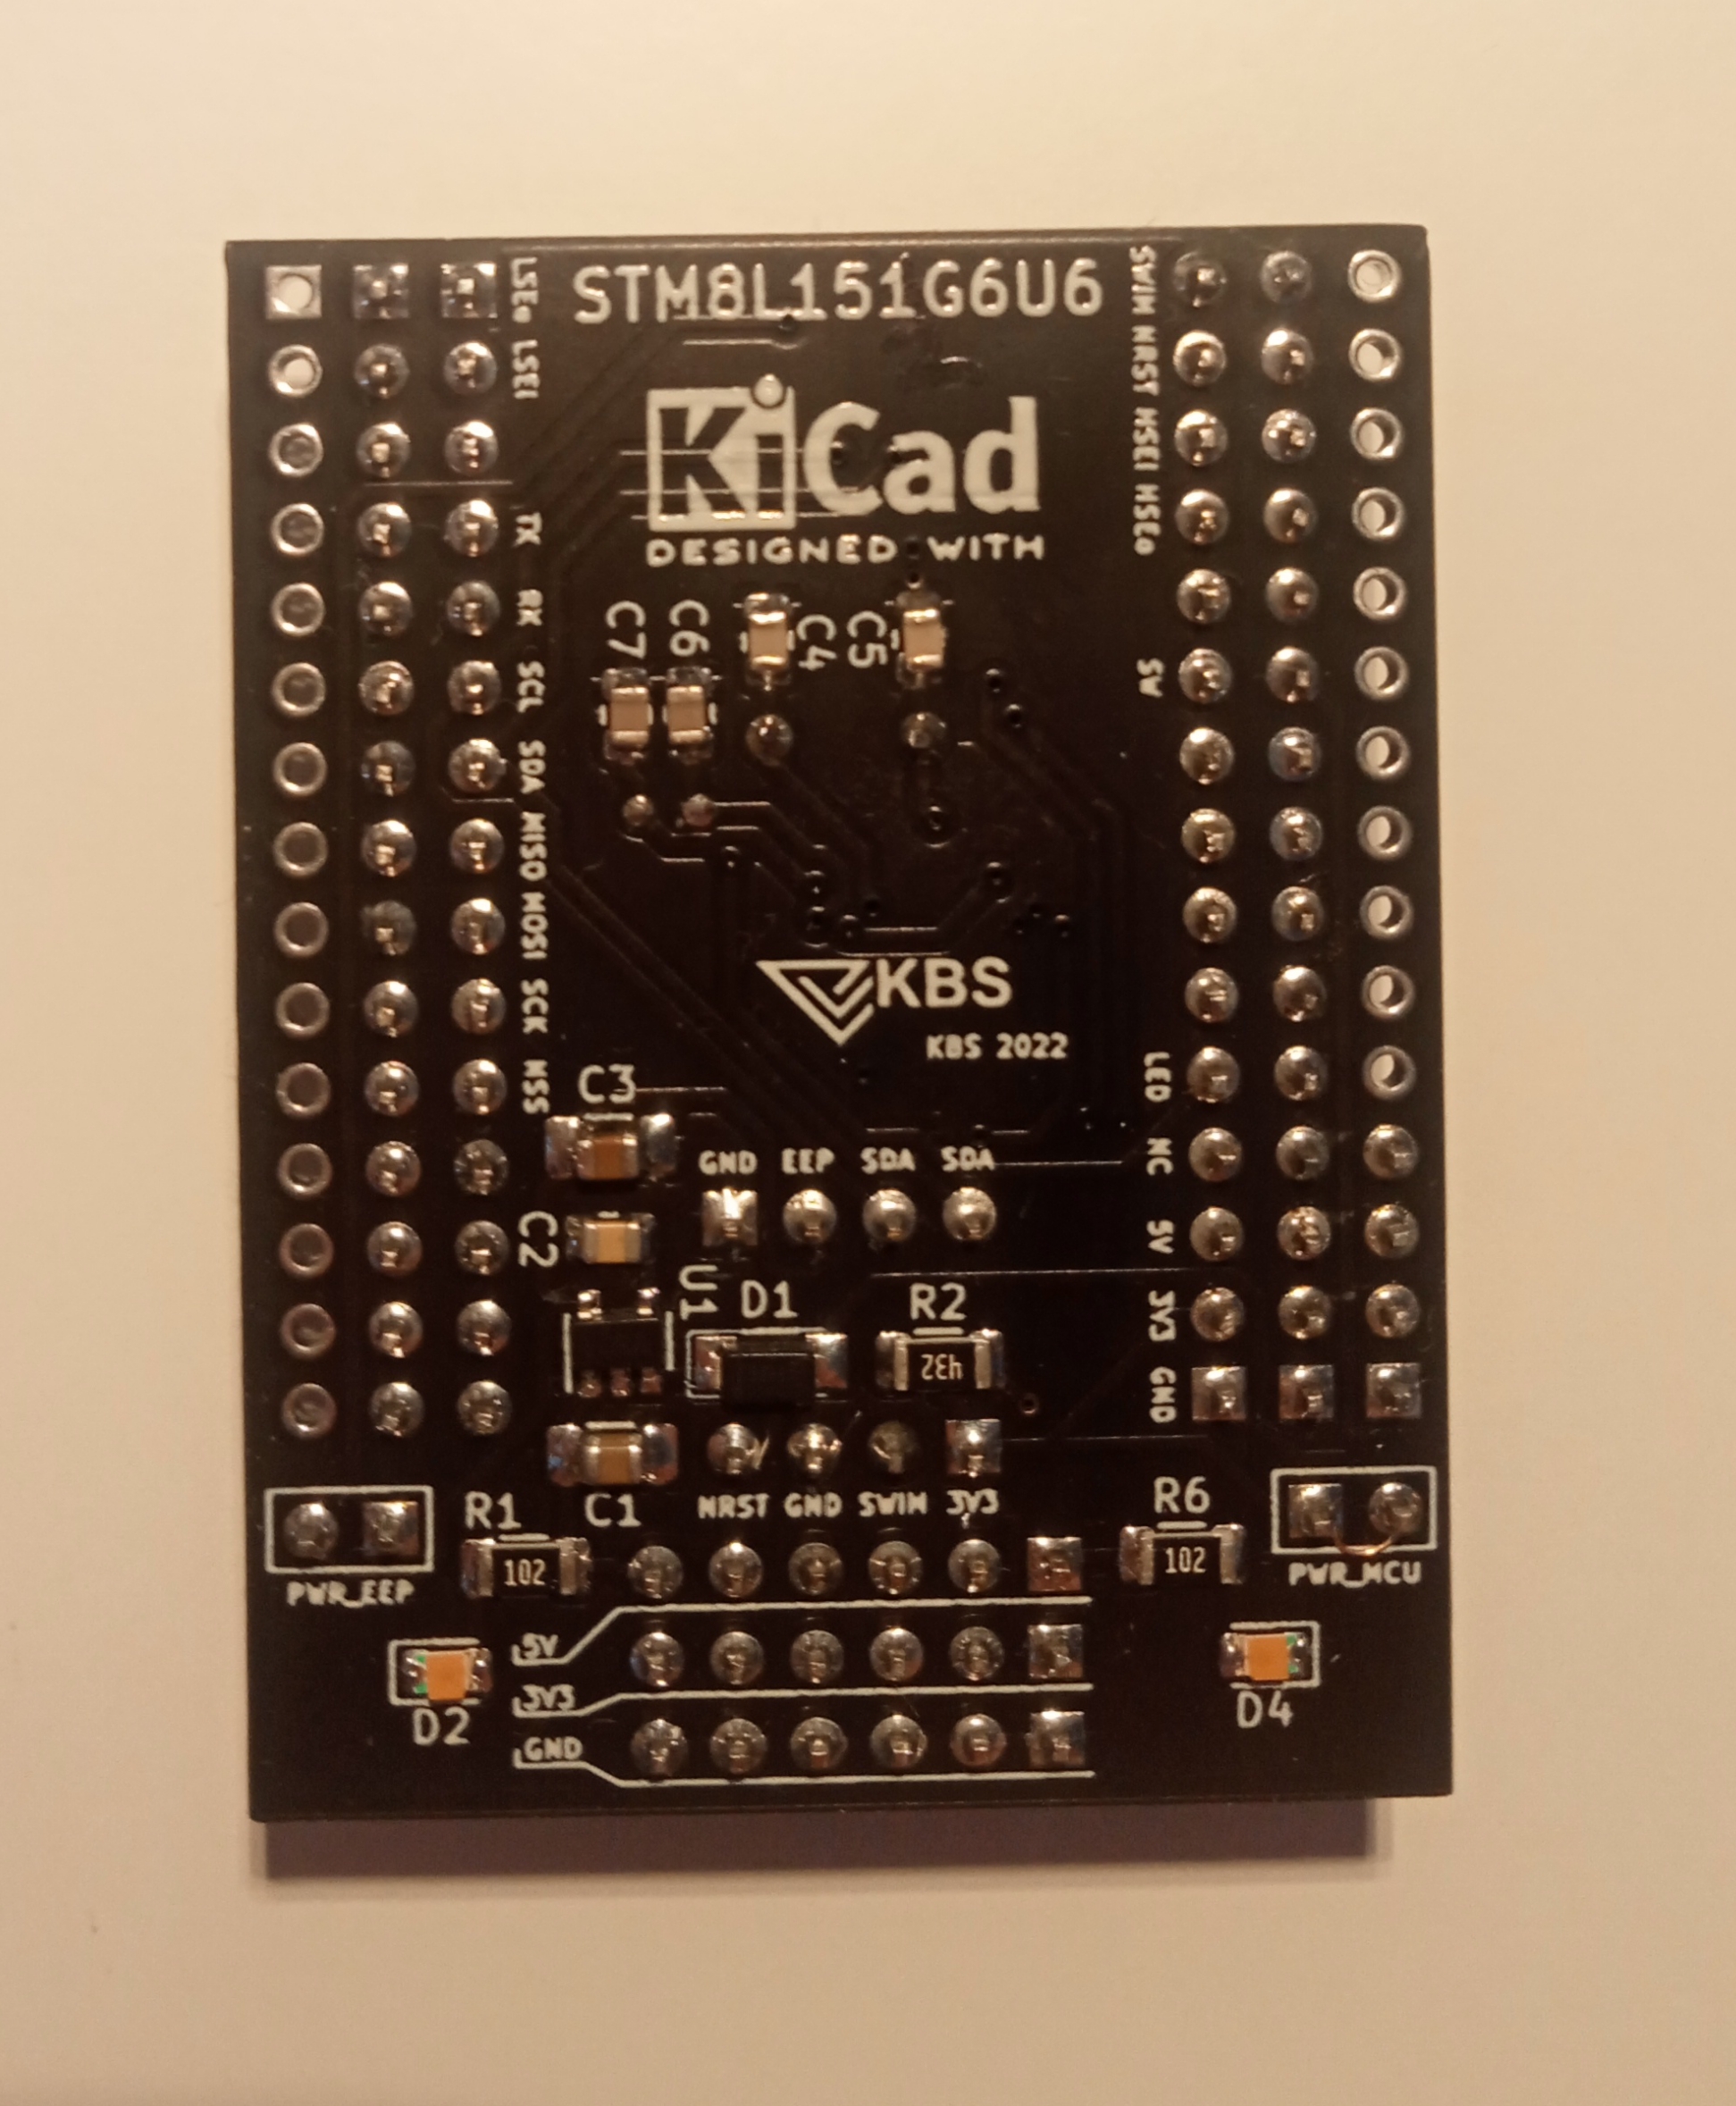 STM8L151G6U6
LSEo
LSEI
TX
RX
SCL
SDA
MISO
MOSI
SCK
NSS
SWIM
NRST
HSEI
HSEo
SW
LED
NC
5V
3V3
GND
KiCad
DESIGNED WITH
C7
C6
C4
C5
KBS
KBS 2022
C3
GND EEP SDA SDA
C2
U1
D1
R2
432
R1
102
C1
NRST GND SWIM 3V3
R6
102
PWR_EEP
PWR_MCU
5V
3V3
GND
D2
D4